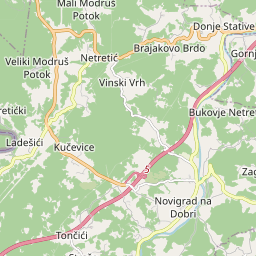 Mali Modruš
Potok
Donje Stative
Brajakovo Brdo
Gornj
Netretić
Veliki Modruš
Potok
Vinski Vrh
retićki
Bukovje Netre
Ladešići
Kučevice
5
Zag
Novigrad na
Dobri
Tončići